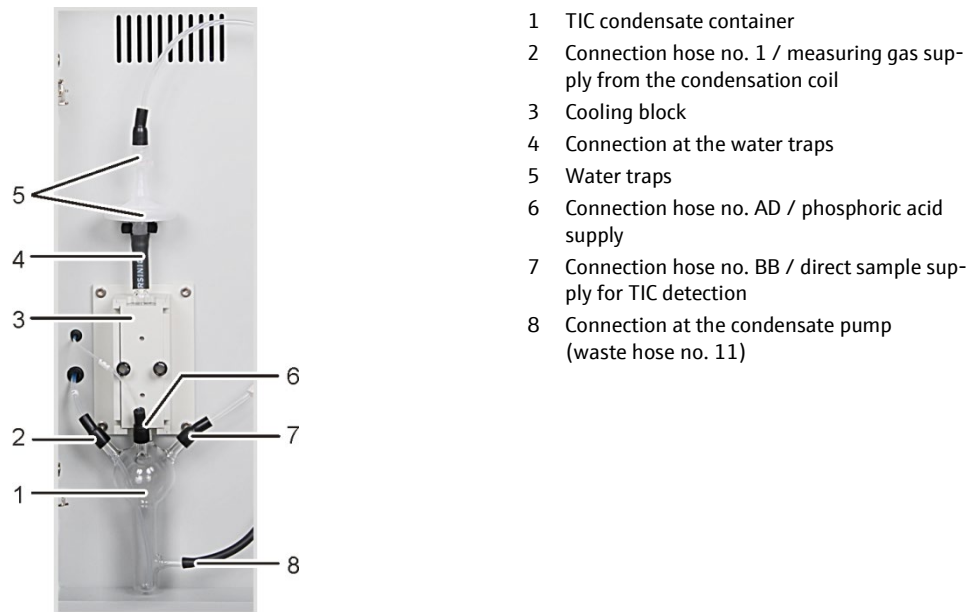 5
4
3
6
2
7
1
8
1 TIC condensate container
2 Connection hose no. 1 / measuring gas sup-
ply from the condensation coil
3 Cooling block
4 Connection at the water traps
5 Water traps
6 Connection hose no. AD / phosphoric acid
supply
7 Connection hose no. BB / direct sample sup-
ply for TIC detection
8 Connection at the condensate pump
(waste hose no. 11)